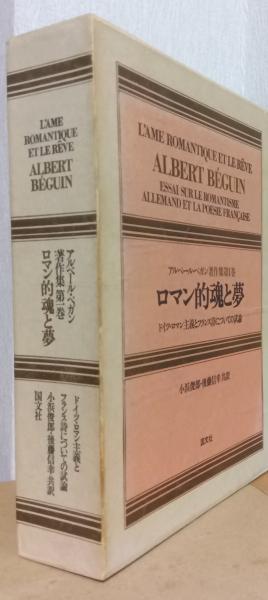 L'AME
ROMANTIQUE
ET LE RÊVE
ALBERT
BÉGUIN
アルベール・ベガン
著作集 第一巻
ロマン的魂と夢
ドイツ・ロマン主義と
フランス詩についての試論
小浜俊郎・後藤信幸 共訳
国文社
L'AME ROMANTIQUE ET LE RÊVE
ALBERT BÉGUIN
ESSAI SUR LE ROMANTISME
ALLEMAND ET LA POÉSIE FRANÇAISE
アルベール・ベガン著作集第1巻
ロマン的魂と夢
ドイツ・ロマン主義とフランス詩についての試論
小浜俊郎・後藤信幸 共訳
国文社